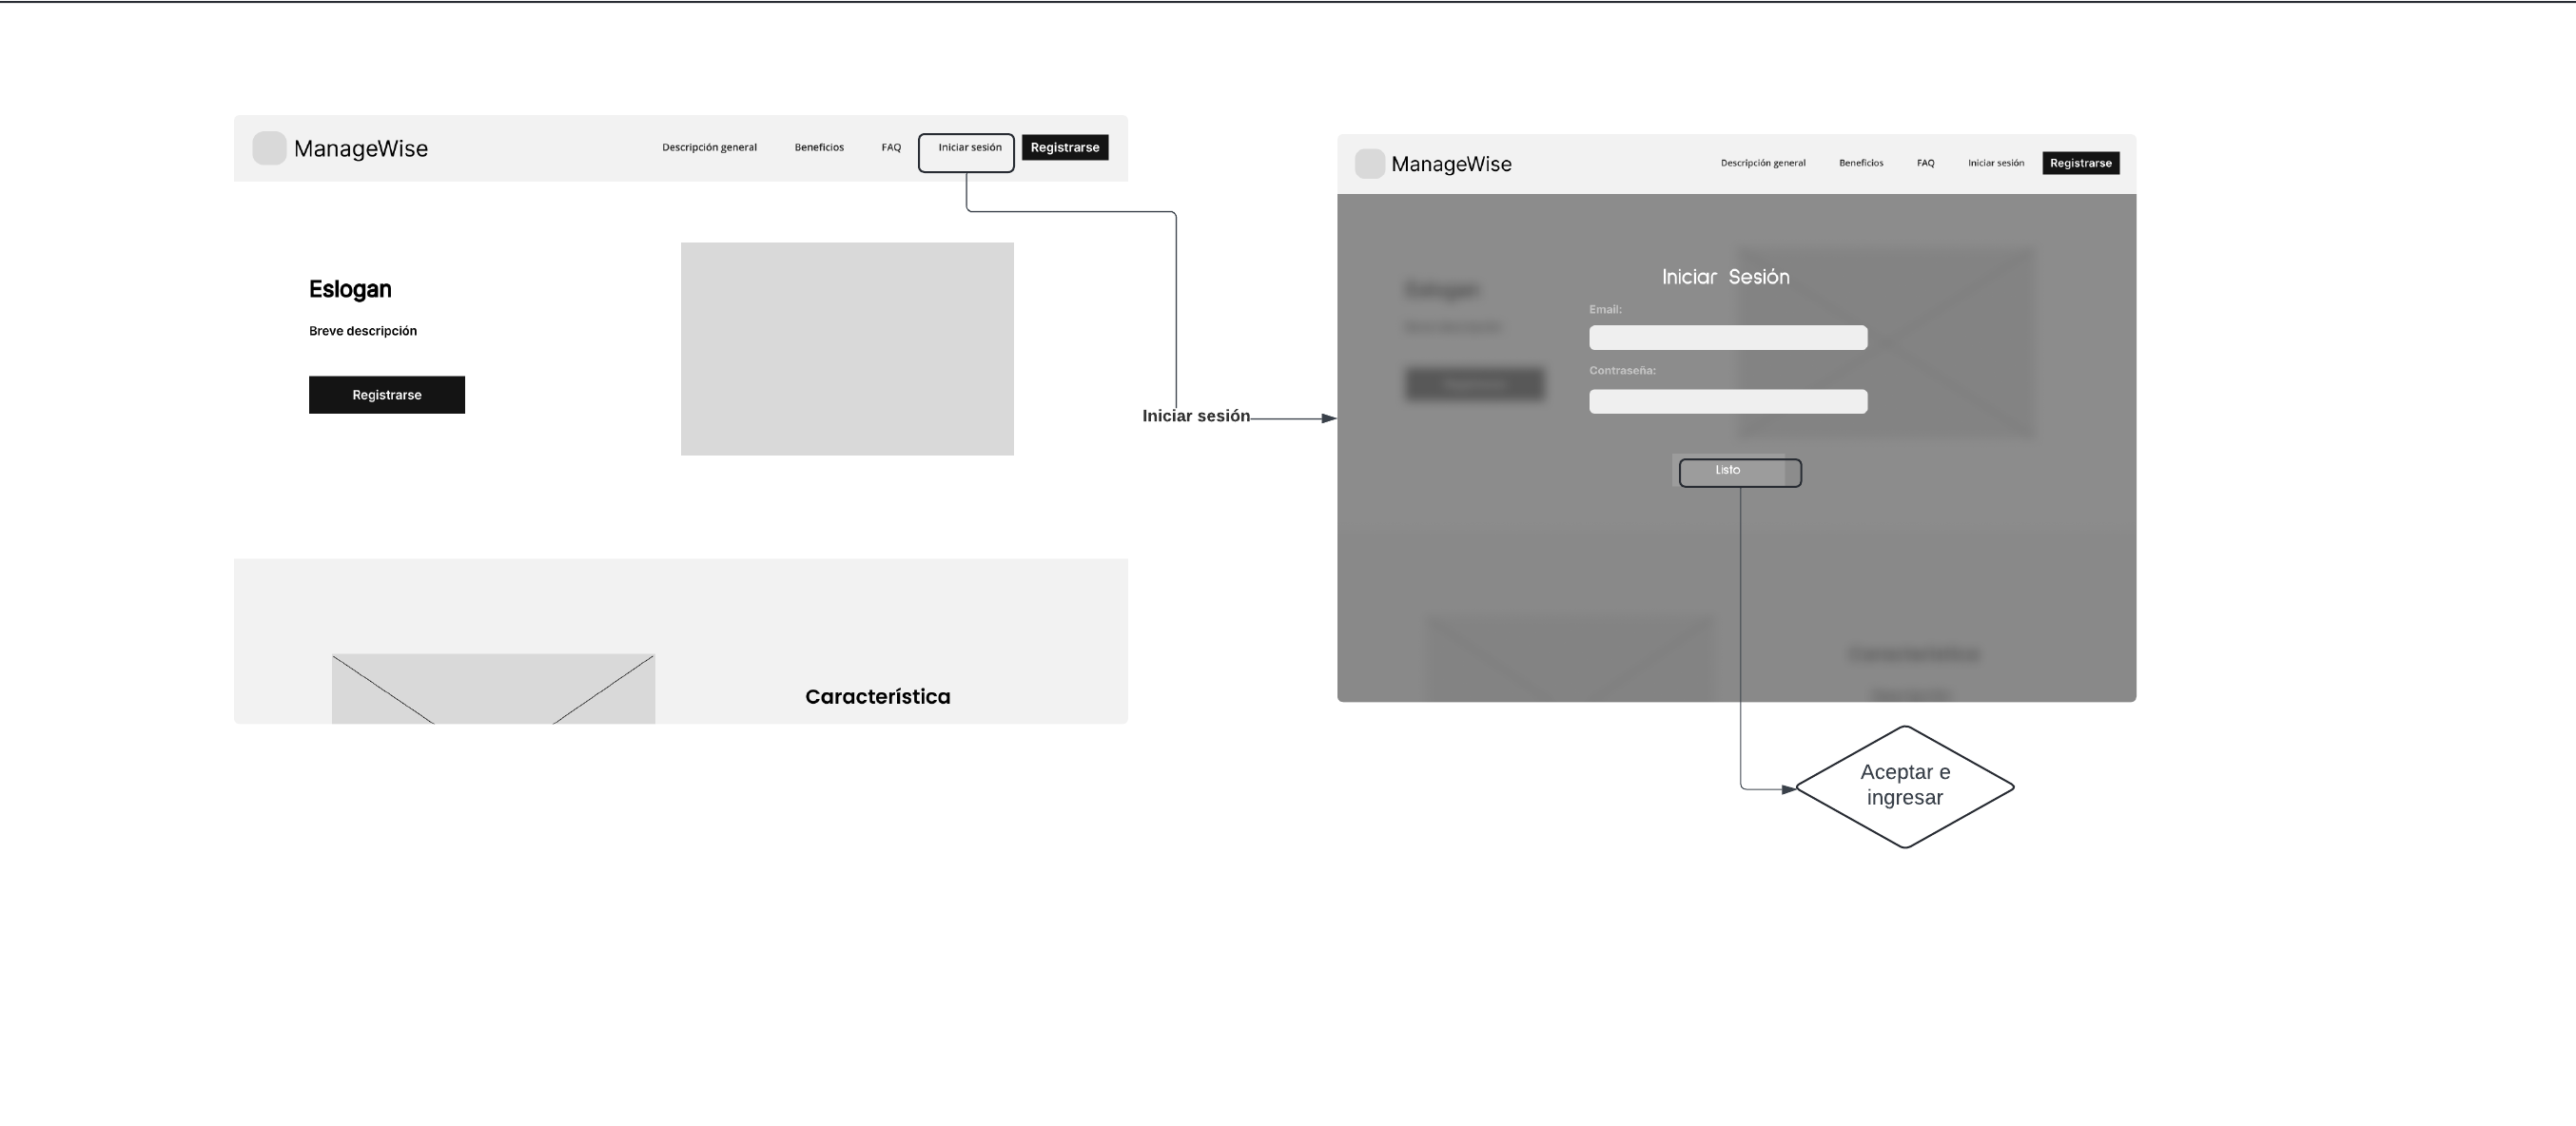 ManageWise
Descripción general
Beneficios
FAQ
Iniciar sesión
Registrarse
Eslogan
Breve descripción
Registrarse
Característica
Iniciar sesión
ManageWise
Descripción general
Beneficios
FAQ
Iniciar sesión
Registrarse
Iniciar Sesión
Email:
Contraseña:
Listo
Aceptar e
ingresar